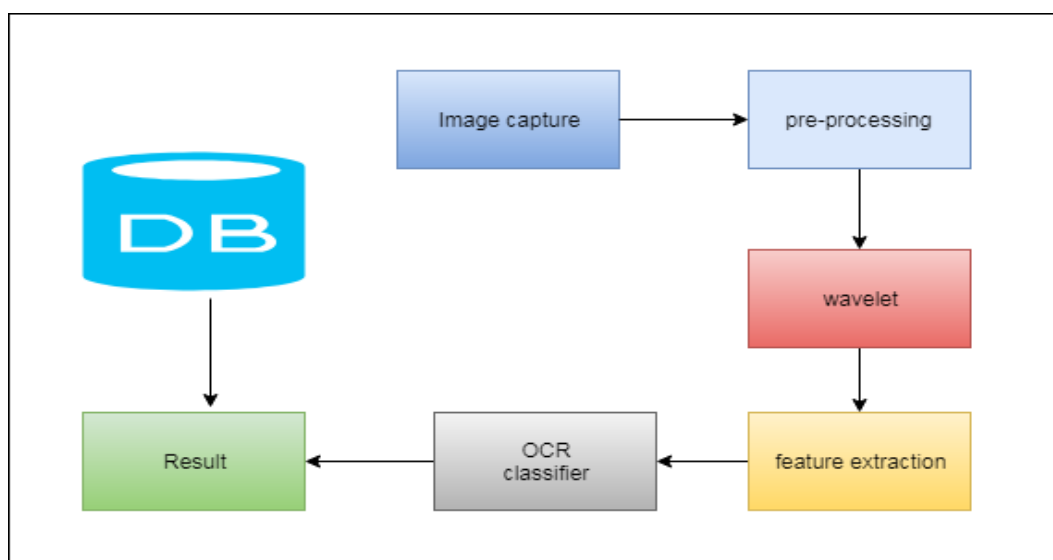 Image capture
pre-processing
DB
wavelet
Result
OCR
classifier
feature extraction